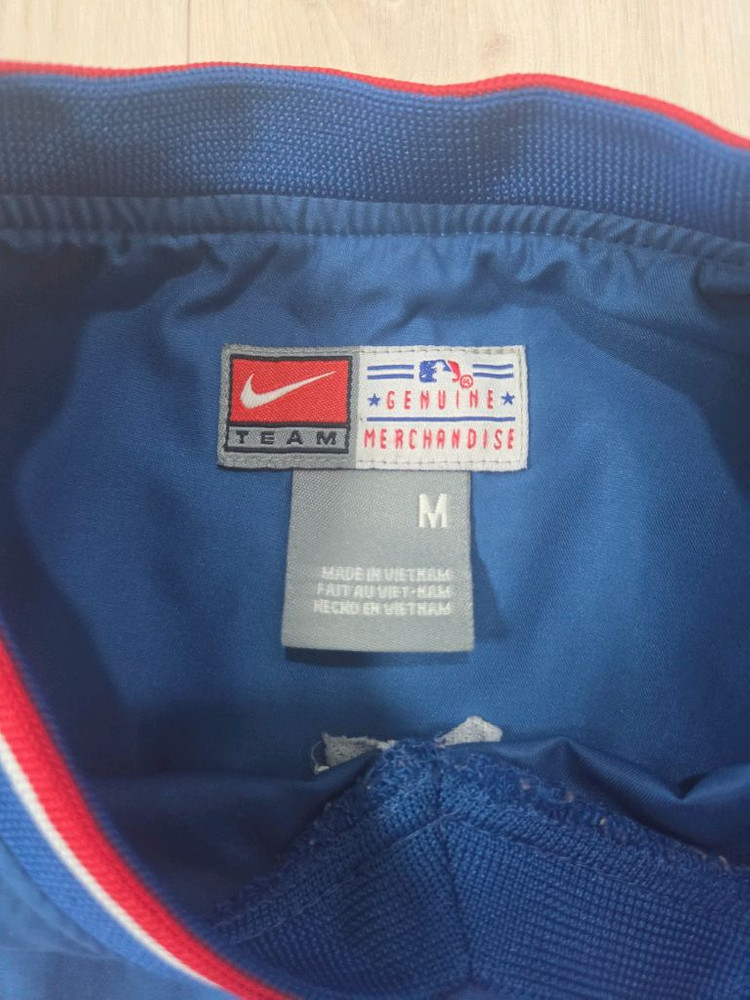 TEAM
GENUINE
MERCHANDISE
M
MADE IN VIETNAM
FAIT AU VIET-NAM
HECHO EN VIETNAM